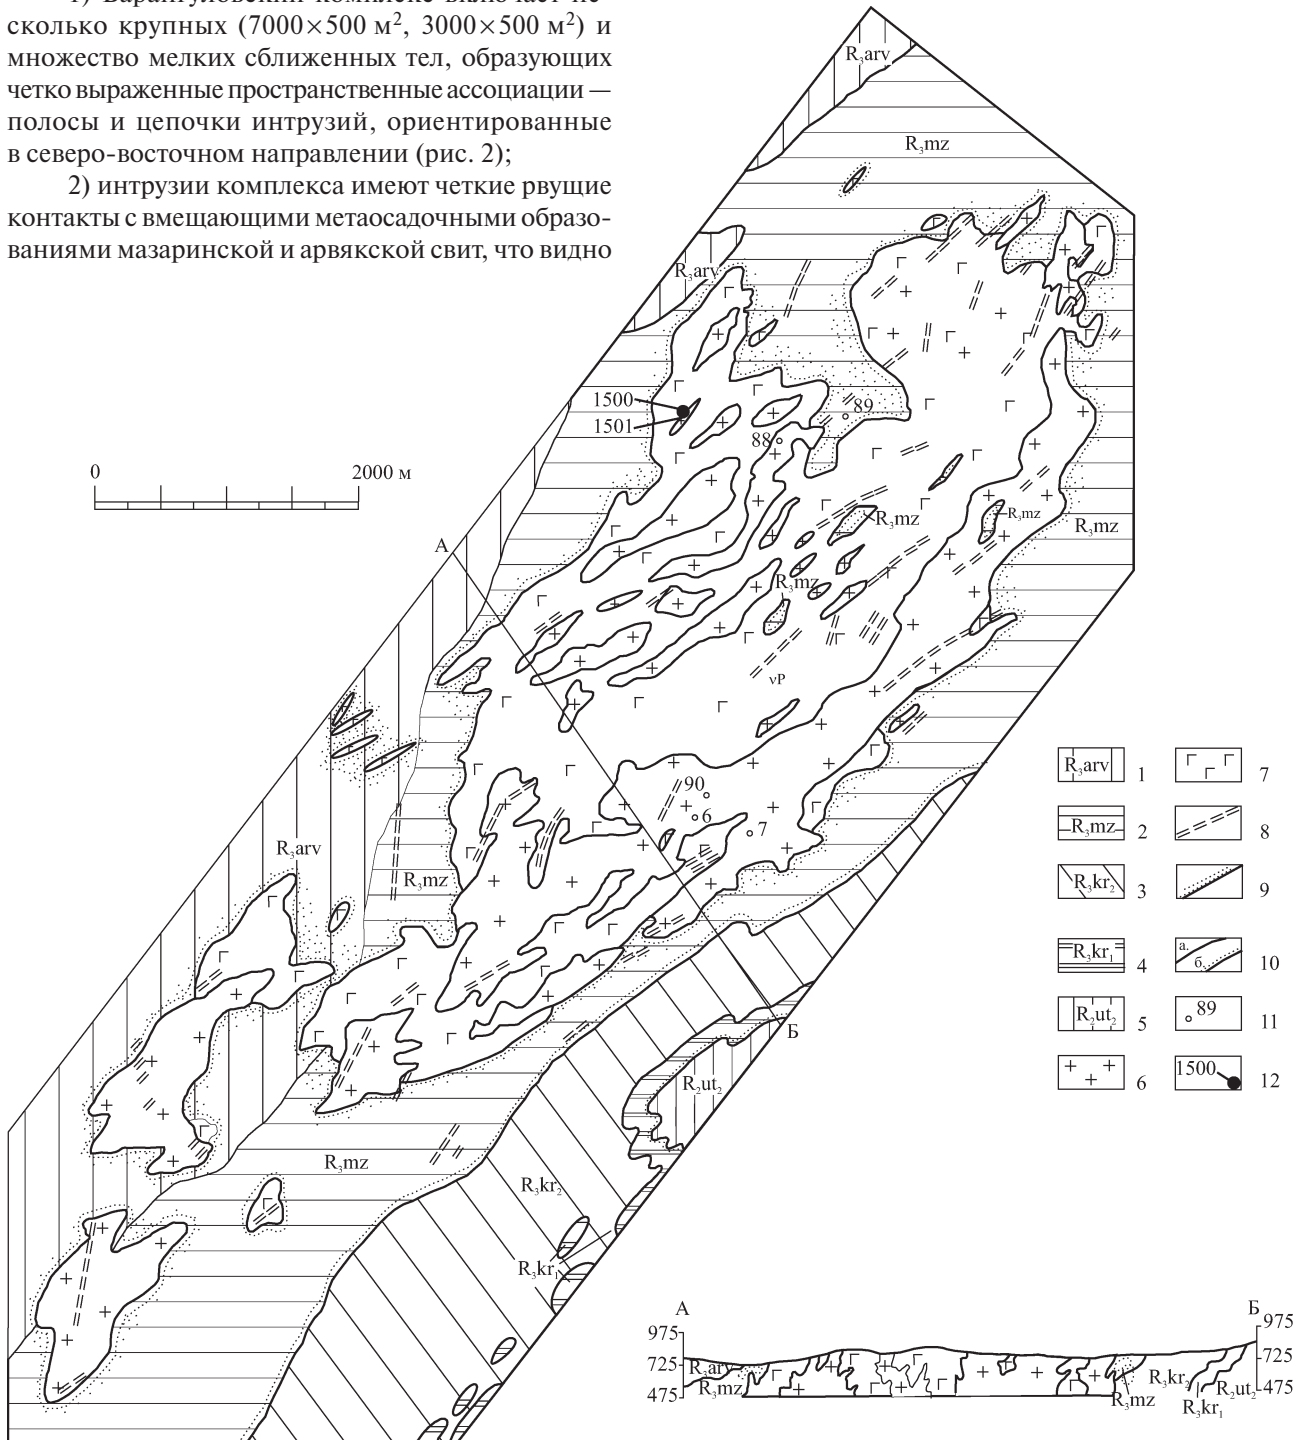 1) Барангуловский комплекс включает не-
сколько крупных (7000×500 м², 3000×500 м²) и
множество мелких сближенных тел, образующих
четко выраженные пространственные ассоциации —
полосы и цепочки интрузий, ориентированные
в северо-восточном направлении (рис. 2);
2) интрузии комплекса имеют четкие рвущие
контакты с вмещающими метаосадочными образо-
ваниями мазаринской и арвякской свит, что видно
R₃arv
R₃mz
R₃arv
1500
1501
89
88
0 2000 м
R₃mz
R₃mz
R₃mz
А
R₃mz
νP
90
6
7
R₃arv
R₃mz
Б
R₂ut₂
R₃mz
R₃kr₂
R₃kr₁
R₃arv 1
R₃mz 2
R₃kr₂ 3
R₃kr₁ 4
R₂ut₂ 5
6
7
8
9
а. б. 10
89 11
1500 12
А Б
975 975
725 R₃arv 725
475 R₃mz R₃mz R₃kr₂ R₃kr₁ R₂ut₂ 475